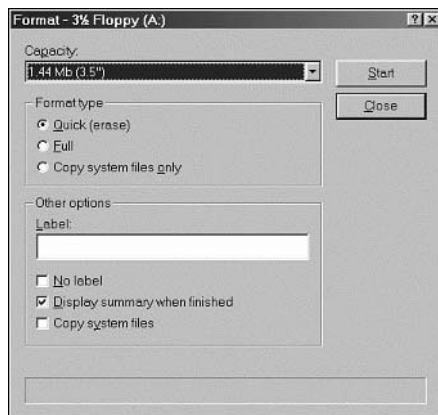 Format - 3½ Floppy (A:)
Capacity:
1.44 Mb (3.5")
Start
Close
Format type
Quick (erase)
Full
Copy system files only
Other options
Label:
No label
Display summary when finished
Copy system files